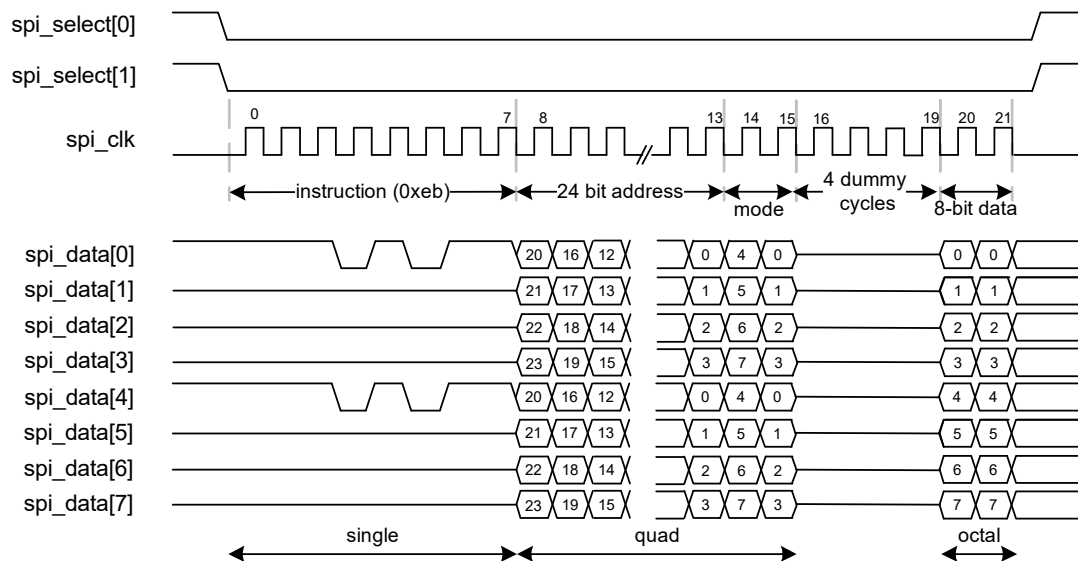 spi_select[0]
spi_select[1]
spi_clk
0 7 8 13 14 15 16 19 20 21
instruction (0xeb) 24 bit address mode 4 dummy cycles 8-bit data
spi_data[0] 20 16 12 0 4 0 0 0
spi_data[1] 21 17 13 1 5 1 1 1
spi_data[2] 22 18 14 2 6 2 2 2
spi_data[3] 23 19 15 3 7 3 3 3
spi_data[4] 20 16 12 0 4 0 4 4
spi_data[5] 21 17 13 1 5 1 5 5
spi_data[6] 22 18 14 2 6 2 6 6
spi_data[7] 23 19 15 3 7 3 7 7
single quad octal